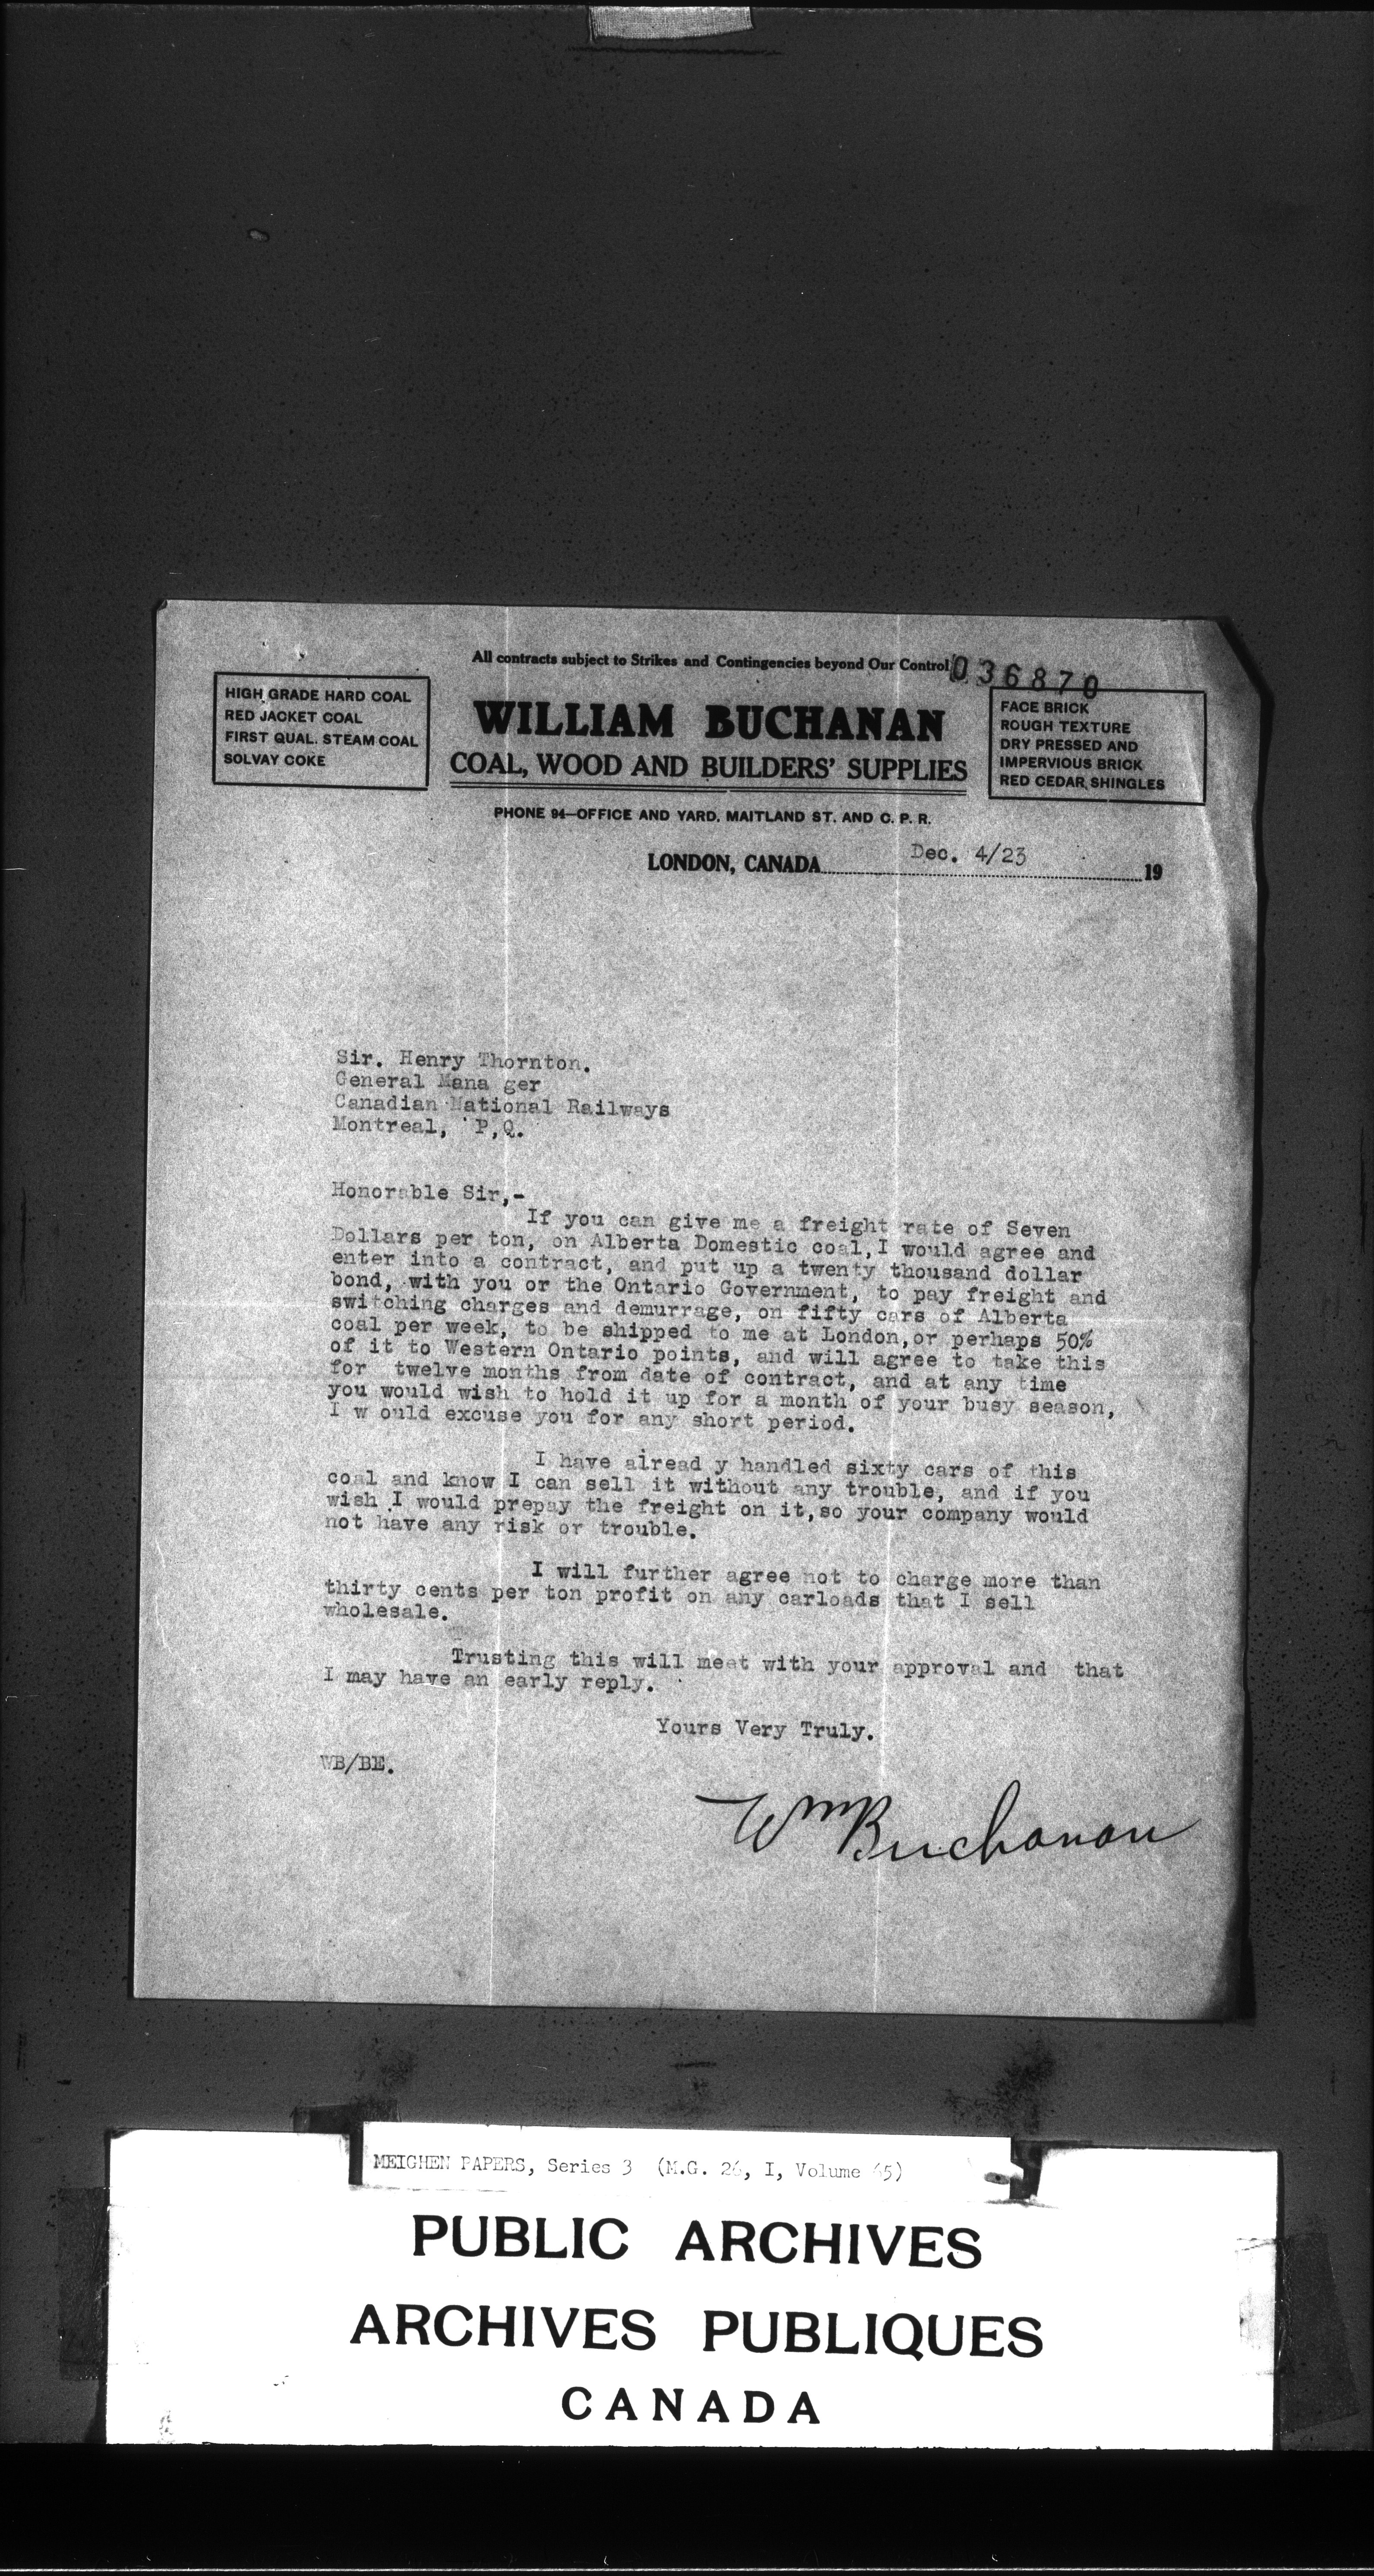 All contracts subject to Strikes and Contingencies beyond Our Control
036870
HIGH GRADE HARD COAL
RED JACKET COAL
FIRST QUAL. STEAM COAL
SOLVAY COKE
WILLIAM BUCHANAN
COAL, WOOD AND BUILDERS' SUPPLIES
FACE BRICK
ROUGH TEXTURE
DRY PRESSED AND
IMPERVIOUS BRICK
RED CEDAR SHINGLES
PHONE 94—OFFICE AND YARD, MAITLAND ST. AND C. P. R.
LONDON, CANADA Dec. 4/23 19
Sir. Henry Thornton.
General Mana ger
Canadian National Railways
Montreal, P,Q.
Honorable Sir,-
If you can give me a freight rate of Seven
Dollars per ton, on Alberta Domestic coal,I would agree and
enter into a contract, and put up a twenty thousand dollar
bond, with you or the Ontario Government, to pay freight and
switching charges and demurrage, on fifty cars of Alberta
coal per week, to be shipped to me at London,or perhaps 50%
of it to Western Ontario points, and will agree to take this
for twelve months from date of contract, and at any time
you would wish to hold it up for a month of your busy season,
I w ould excuse you for any short period.
I have alread y handled sixty cars of this
coal and know I can sell it without any trouble, and if you
wish I would prepay the freight on it,so your company would
not have any risk or trouble.
I will further agree not to charge more than
thirty cents per ton profit on any carloads that I sell
wholesale.
Trusting this will meet with your approval and that
I may have an early reply.
Yours Very Truly.
WB/BE.
Wm Buchanan
MEIGHEN PAPERS, Series 3 (M.G. 26, I, Volume 65)
PUBLIC ARCHIVES
ARCHIVES PUBLIQUES
CANADA